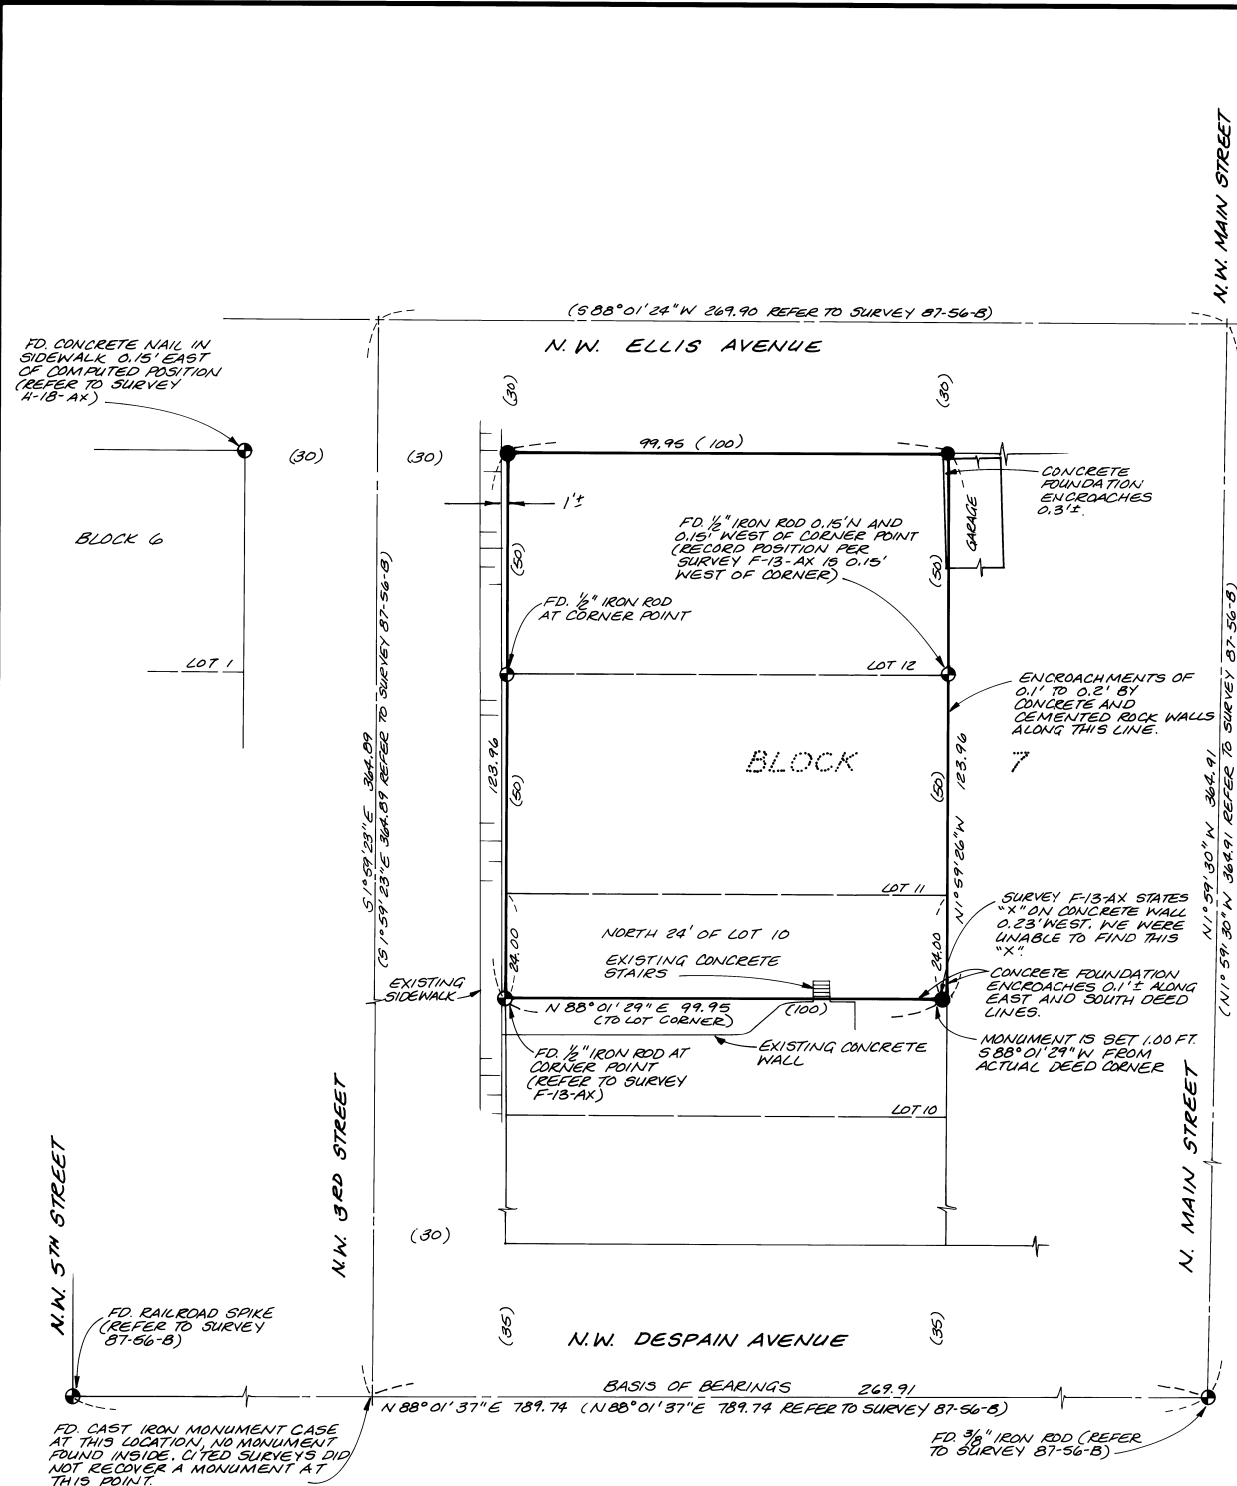 N.W. MAIN STREET
(S 88° 01' 24" W 269.90 REFER TO SURVEY 87-56-B)
N.W. ELLIS AVENUE
FD. CONCRETE NAIL IN
SIDEWALK 0.15' EAST
OF COMPUTED POSITION
(REFER TO SURVEY
4-18-AX)
(30)
(30)
(30)
(30)
99.95 (100)
CONCRETE
FOUNDATION
ENCROACHES
0.3'±.
GARAGE
1'±
BLOCK 6
FD. 1/2" IRON ROD 0.15' N AND
0.15' WEST OF CORNER POINT
(RECORD POSITION PER
SURVEY F-13-AX IS 0.15'
WEST OF CORNER)
(50)
(50)
FD. 1/2" IRON ROD
AT CORNER POINT
LOT 1
LOT 12
ENCROACHMENTS OF
0.1' TO 0.2' BY
CONCRETE AND
CEMENTED ROCK WALLS
ALONG THIS LINE.
S 1° 59' 23" E 364.89
(S 1° 59' 23" E 364.89 REFER TO SURVEY 87-56-B)
123.96
(50)
BLOCK 7
(50)
N 1° 59' 26" W 123.96
N 1° 59' 30" W 364.91
(N 1° 59' 30" W 364.91 REFER TO SURVEY 87-56-B)
LOT 11
SURVEY F-13-AX STATES
"X" ON CONCRETE WALL
0.23' WEST. WE WERE
UNABLE TO FIND THIS
"X".
NORTH 24' OF LOT 10
24.00
24.00
EXISTING CONCRETE
STAIRS
EXISTING
SIDEWALK
CONCRETE FOUNDATION
ENCROACHES 0.1'± ALONG
EAST AND SOUTH DEED
LINES.
N 88° 01' 29" E 99.95 (100)
(TO LOT CORNER)
MONUMENT IS SET 1.00 FT.
S 88° 01' 29" W FROM
ACTUAL DEED CORNER
EXISTING CONCRETE
WALL
FD. 1/2" IRON ROD AT
CORNER POINT
(REFER TO SURVEY
F-13-AX)
LOT 10
N.W. 5TH STREET
N.W. 3RD STREET
N. MAIN STREET
(30)
FD. RAILROAD SPIKE
(REFER TO SURVEY
87-56-B)
(35)
(35)
N.W. DESPAIN AVENUE
BASIS OF BEARINGS 269.91
N 88° 01' 37" E 789.74 (N 88° 01' 37" E 789.74 REFER TO SURVEY 87-56-B)
FD. CAST IRON MONUMENT CASE
AT THIS LOCATION, NO MONUMENT
FOUND INSIDE. CITED SURVEYS DID
NOT RECOVER A MONUMENT AT
THIS POINT.
FD. 3/8" IRON ROD (REFER
TO SURVEY 87-56-B)